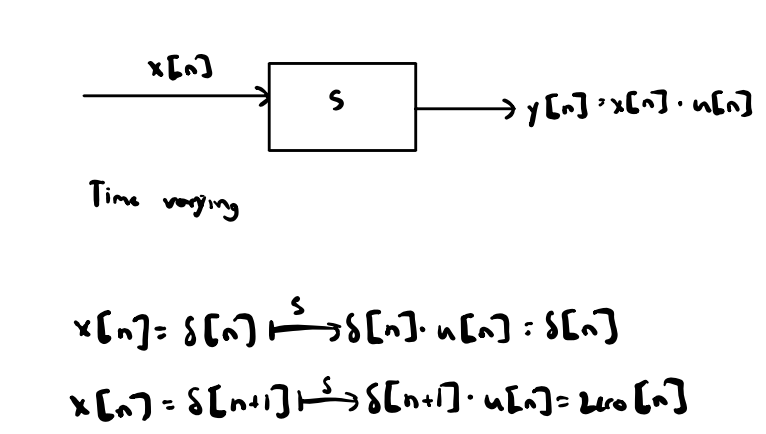 x[n]
S
y[n] = x[n] · u[n]
Time varying
S
x[n] = δ[n] ⟼ δ[n] · u[n] = δ[n]
S
x[n] = δ[n+1] ⟼ δ[n+1] · u[n] = zero[n]